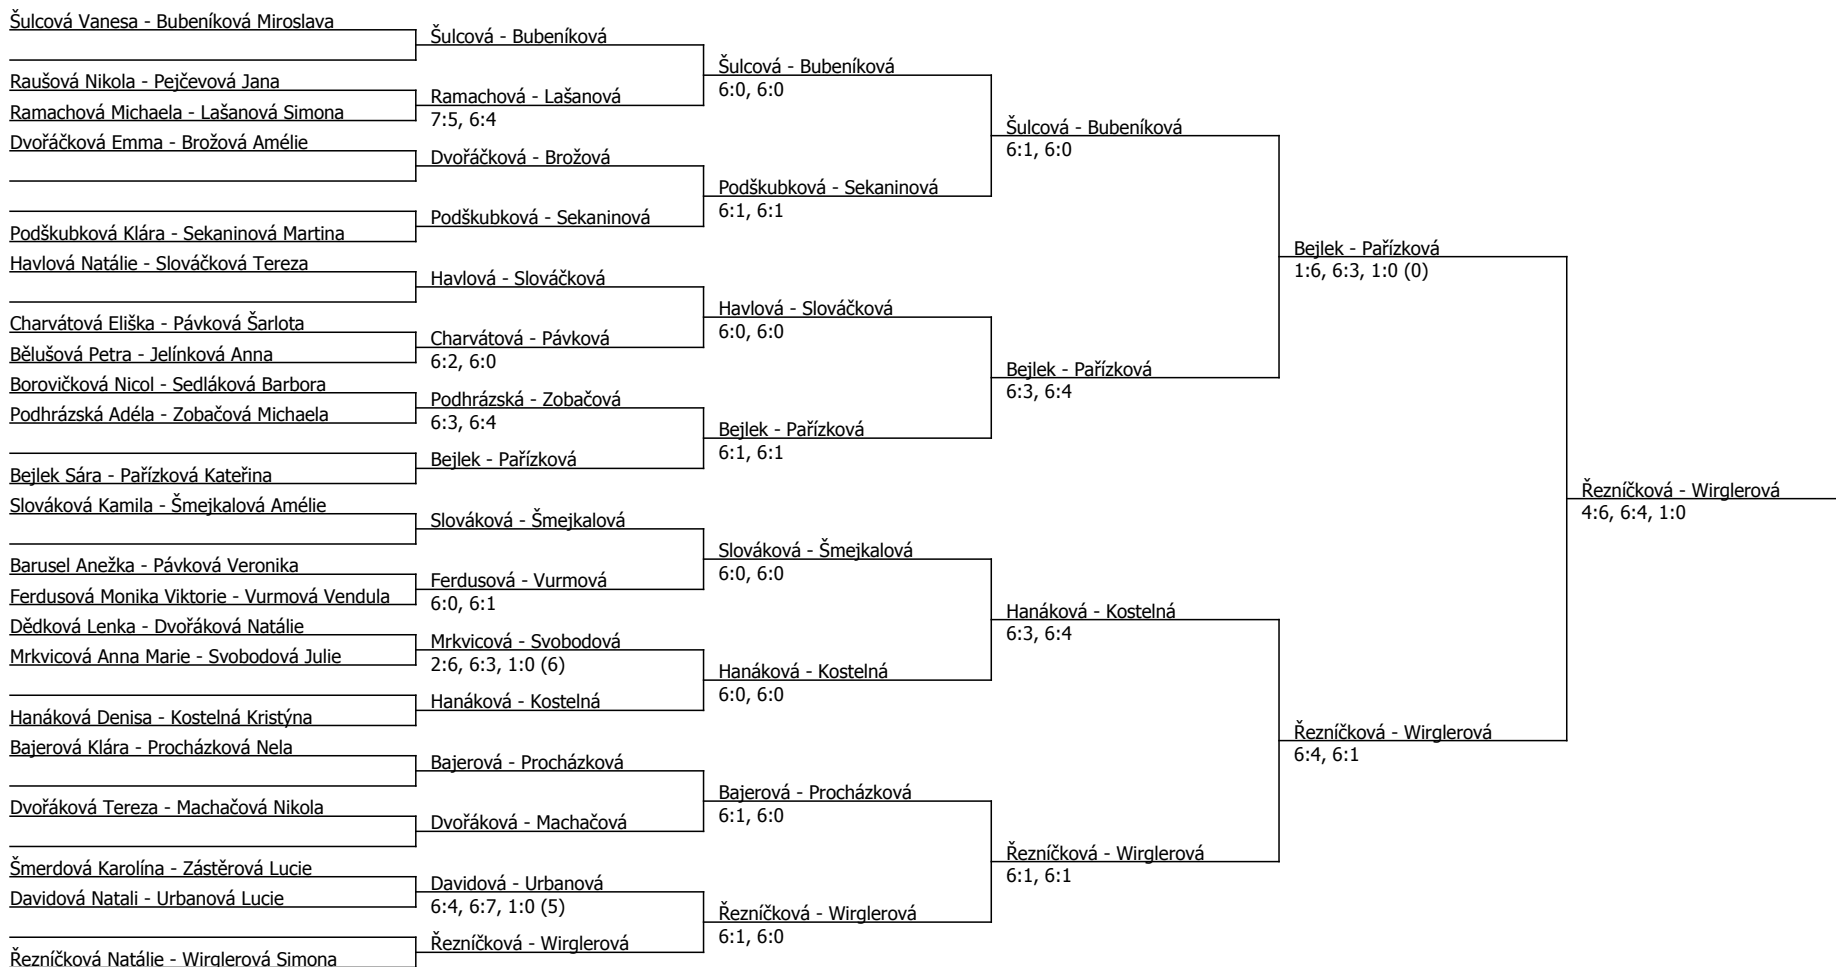 Šulcová Vanesa - Bubeníková Miroslava
Raušová Nikola - Pejčevová Jana
Ramachová Michaela - Lašanová Simona
Dvořáčková Emma - Brožová Amélie
Podškubková Klára - Sekaninová Martina
Havlová Natálie - Slováčková Tereza
Charvátová Eliška - Pávková Šarlota
Bělušová Petra - Jelínková Anna
Borovičková Nicol - Sedláková Barbora
Podhrázská Adéla - Zobačová Michaela
Bejlek Sára - Pařízková Kateřina
Slováková Kamila - Šmejkalová Amélie
Barusel Anežka - Pávková Veronika
Ferdusová Monika Viktorie - Vurmová Vendula
Dědková Lenka - Dvořáková Natálie
Mrkvicová Anna Marie - Svobodová Julie
Hanáková Denisa - Kostelná Kristýna
Bajerová Klára - Procházková Nela
Dvořáková Tereza - Machačová Nikola
Šmerdová Karolína - Zástěrová Lucie
Davidová Natali - Urbanová Lucie
Řezníčková Natálie - Wirglerová Simona
Šulcová - Bubeníková
Ramachová - Lašanová
7:5, 6:4
Dvořáčková - Brožová
Podškubková - Sekaninová
Havlová - Slováčková
Charvátová - Pávková
6:2, 6:0
Podhrázská - Zobačová
6:3, 6:4
Bejlek - Pařízková
Slováková - Šmejkalová
Ferdusová - Vurmová
6:0, 6:1
Mrkvicová - Svobodová
2:6, 6:3, 1:0 (6)
Hanáková - Kostelná
Bajerová - Procházková
Dvořáková - Machačová
Davidová - Urbanová
6:4, 6:7, 1:0 (5)
Řezníčková - Wirglerová
Šulcová - Bubeníková
6:0, 6:0
Podškubková - Sekaninová
6:1, 6:1
Havlová - Slováčková
6:0, 6:0
Bejlek - Pařízková
6:1, 6:1
Slováková - Šmejkalová
6:0, 6:0
Hanáková - Kostelná
6:0, 6:0
Bajerová - Procházková
6:1, 6:0
Řezníčková - Wirglerová
6:1, 6:0
Šulcová - Bubeníková
6:1, 6:0
Bejlek - Pařízková
6:3, 6:4
Hanáková - Kostelná
6:3, 6:4
Řezníčková - Wirglerová
6:1, 6:1
Bejlek - Pařízková
1:6, 6:3, 1:0 (0)
Řezníčková - Wirglerová
6:4, 6:1
Řezníčková - Wirglerová
4:6, 6:4, 1:0